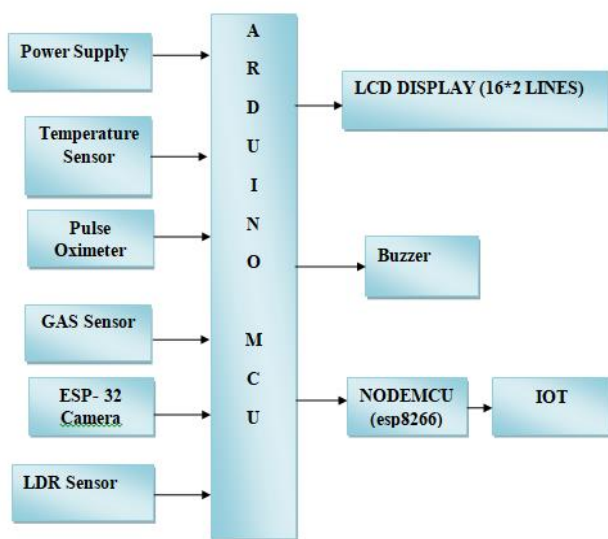 Power Supply
Temperature
Sensor
Pulse
Oximeter
GAS Sensor
ESP- 32
Camera
LDR Sensor
A
R
D
U
I
N
O
M
C
U
LCD DISPLAY (16*2 LINES)
Buzzer
NODEMCU
(esp8266)
IOT